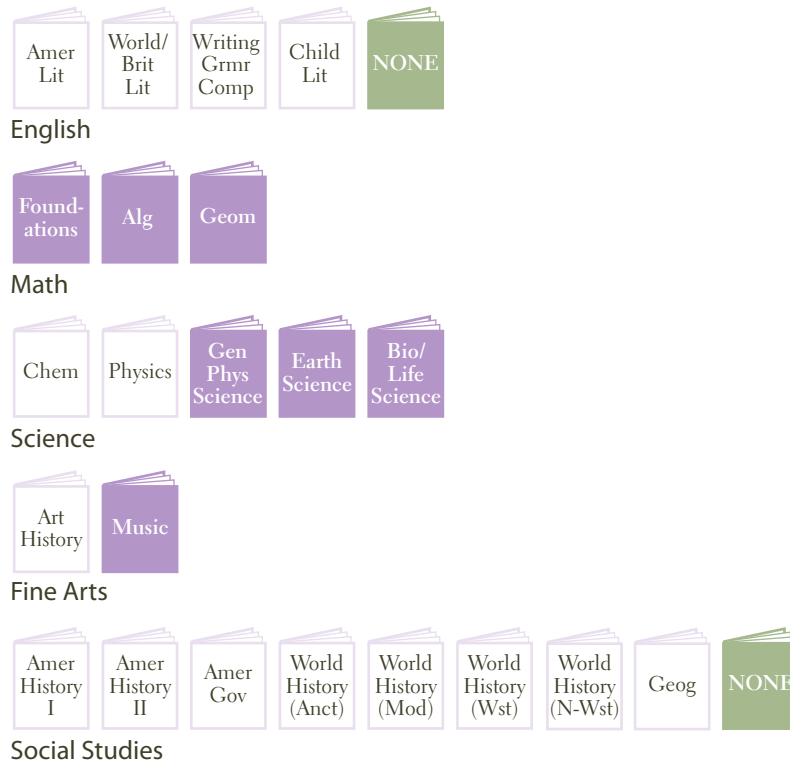 Amer
Lit
World/
Brit
Lit
Writing
Grmr
Comp
Child
Lit
NONE
English
Found-
ations
Alg
Geom
Math
Chem
Physics
Gen
Phys
Science
Earth
Science
Bio/
Life
Science
Science
Art
History
Music
Fine Arts
Amer
History
I
Amer
History
II
Amer
Gov
World
History
(Anct)
World
History
(Mod)
World
History
(Wst)
World
History
(N-Wst)
Geog
NONE
Social Studies